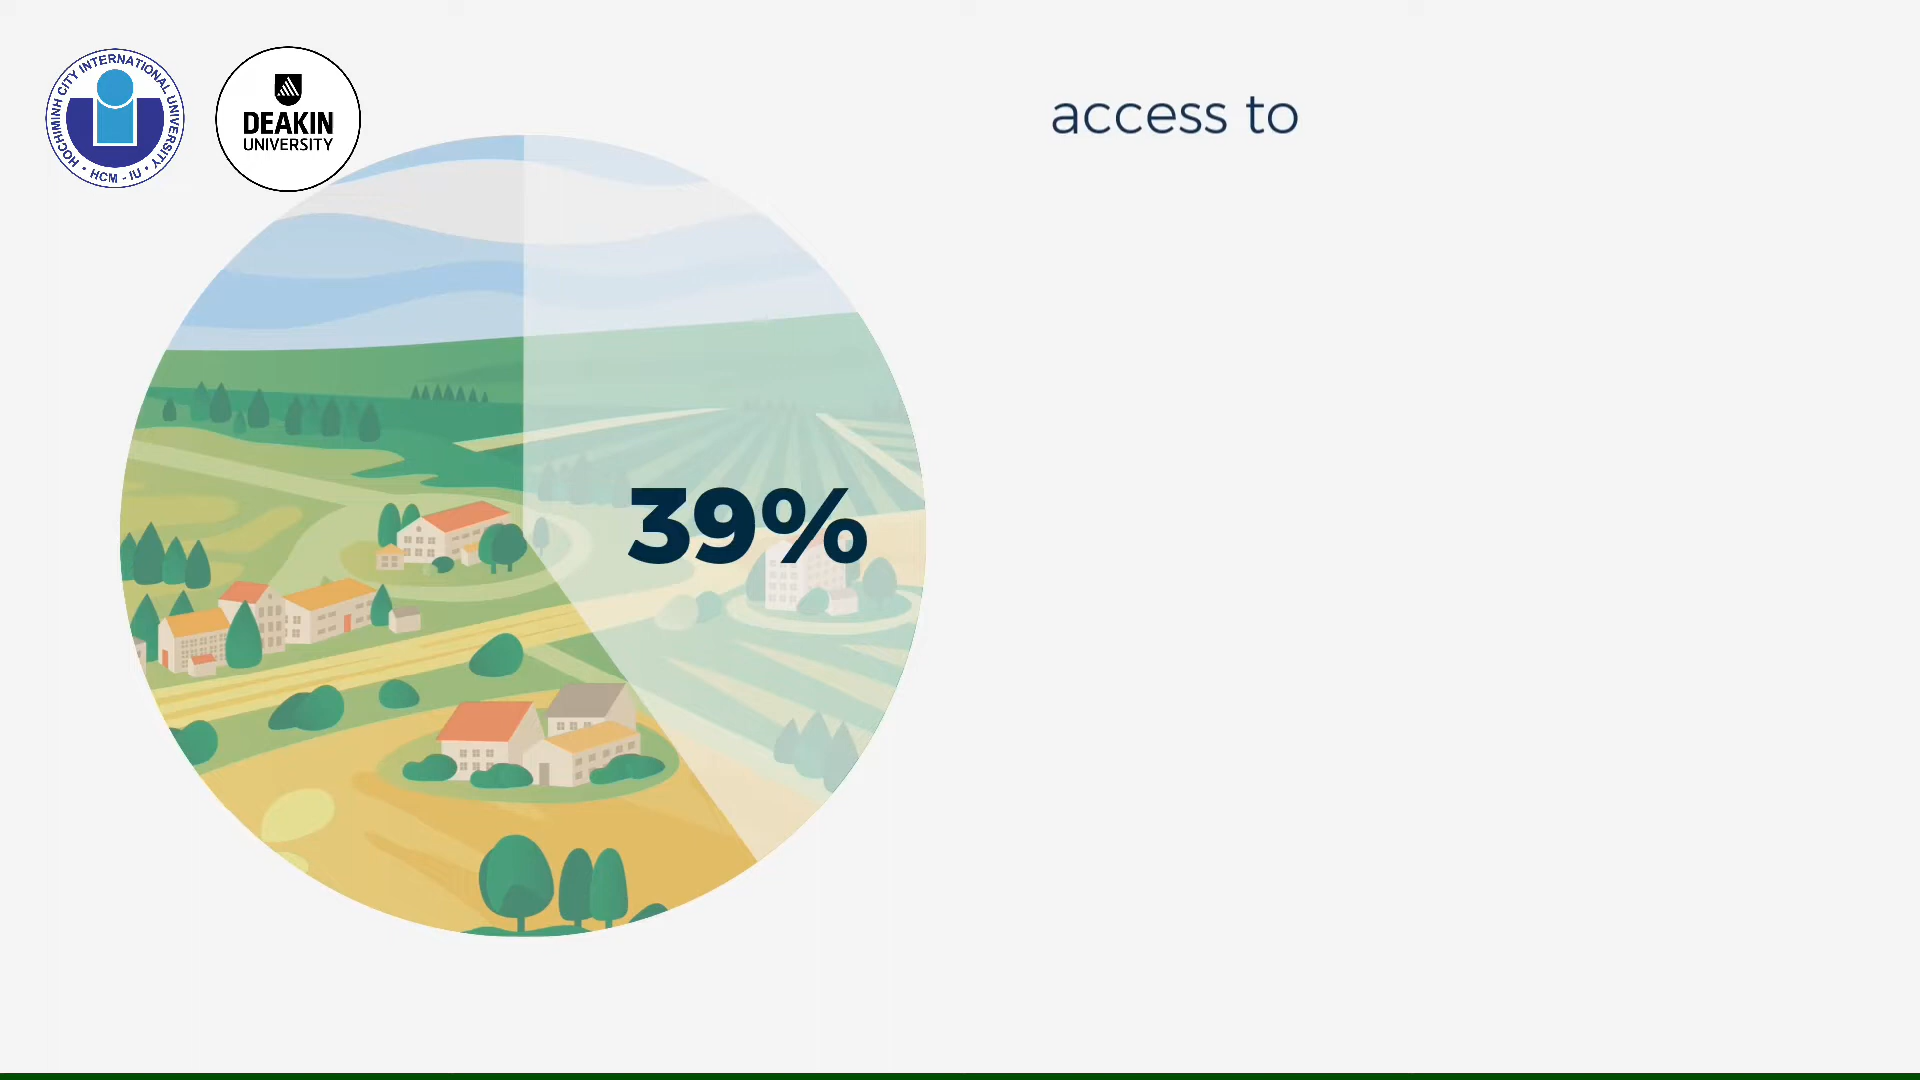 HOCHIMINH CITY INTERNATIONAL UNIVERSITY
• HCM - IU •
DEAKIN
UNIVERSITY
access to
39%